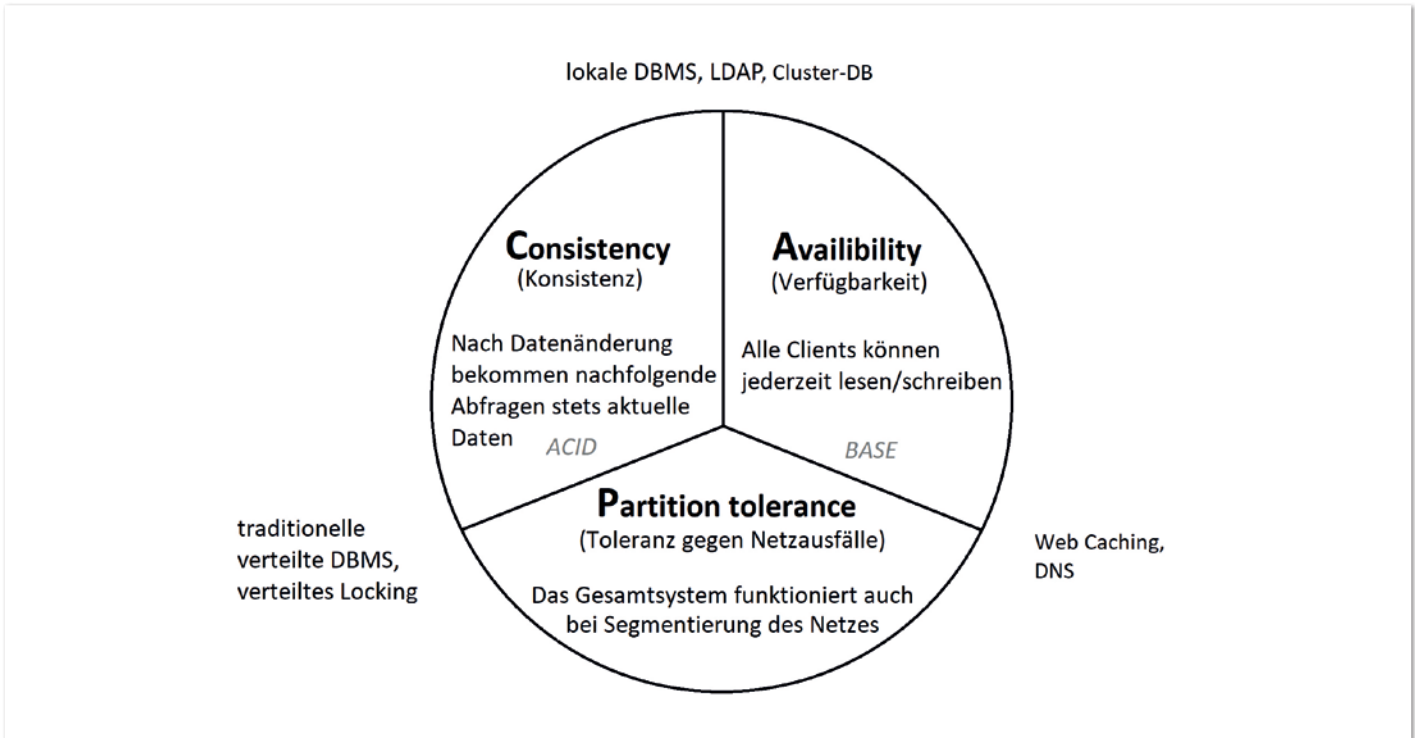 lokale DBMS, LDAP, Cluster-DB
Consistency
(Konsistenz)
Nach Datenänderung
bekommen nachfolgende
Abfragen stets aktuelle
Daten
ACID
Availibility
(Verfügbarkeit)
Alle Clients können
jederzeit lesen/schreiben
BASE
Partition tolerance
(Toleranz gegen Netzausfälle)
Das Gesamtsystem funktioniert auch
bei Segmentierung des Netzes
traditionelle
verteilte DBMS,
verteiltes Locking
Web Caching,
DNS